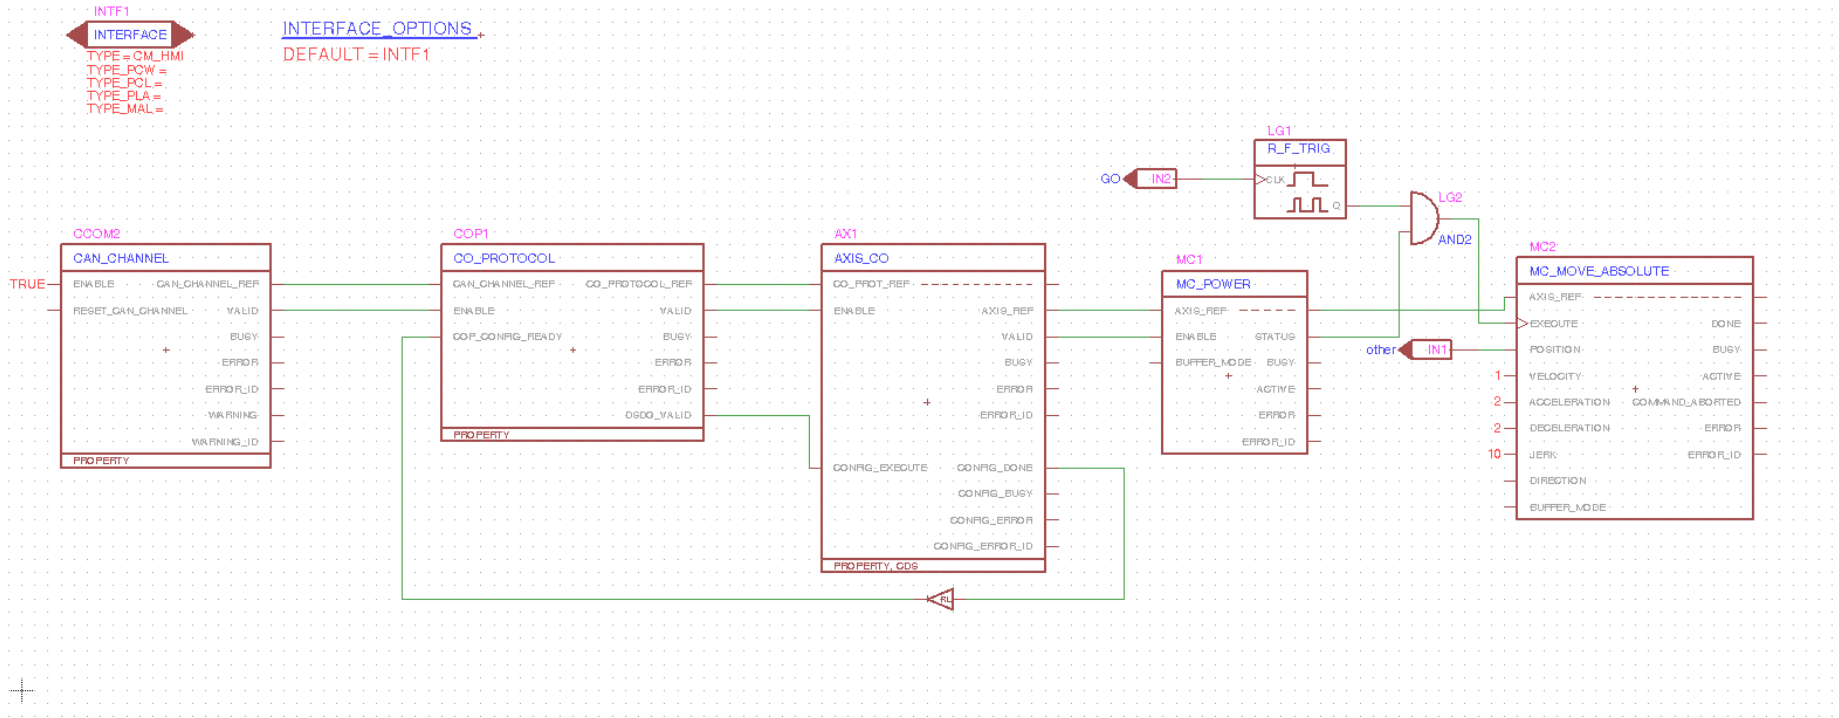 INTF1
INTERFACE
TYPE = CM_HMI
TYPE_PCW =
TYPE_PCL =
TYPE_PLA =
TYPE_MAL =
INTERFACE_OPTIONS
DEFAULT = INTF1
LG1
R_F_TRIG
GO
IN2
CLK
Q
LG2
AND2
CCOM2
CAN_CHANNEL
TRUE
ENABLE CAN_CHANNEL_REF
RESET_CAN_CHANNEL VALID
BUSY
ERROR
ERROR_ID
WARNING
WARNING_ID
PROPERTY
COP1
CO_PROTOCOL
CAN_CHANNEL_REF CO_PROTOCOL_REF
ENABLE VALID
COP_CONFIG_READY BUSY
ERROR
ERROR_ID
DSDO_VALID
PROPERTY
AX1
AXIS_CO
CO_PROT_REF
ENABLE AXIS_REF
VALID
BUSY
ERROR
ERROR_ID
CONFIG_EXECUTE CONFIG_DONE
CONFIG_BUSY
CONFIG_ERROR
CONFIG_ERROR_ID
PROPERTY, CDS
RL
MC1
MC_POWER
AXIS_REF
ENABLE STATUS
BUFFER_MODE BUSY
ACTIVE
ERROR
ERROR_ID
other
IN1
MC2
MC_MOVE_ABSOLUTE
AXIS_REF
EXECUTE DONE
POSITION BUSY
1 VELOCITY ACTIVE
2 ACCELERATION COMMAND_ABORTED
2 DECELERATION ERROR
10 JERK ERROR_ID
DIRECTION
BUFFER_MODE